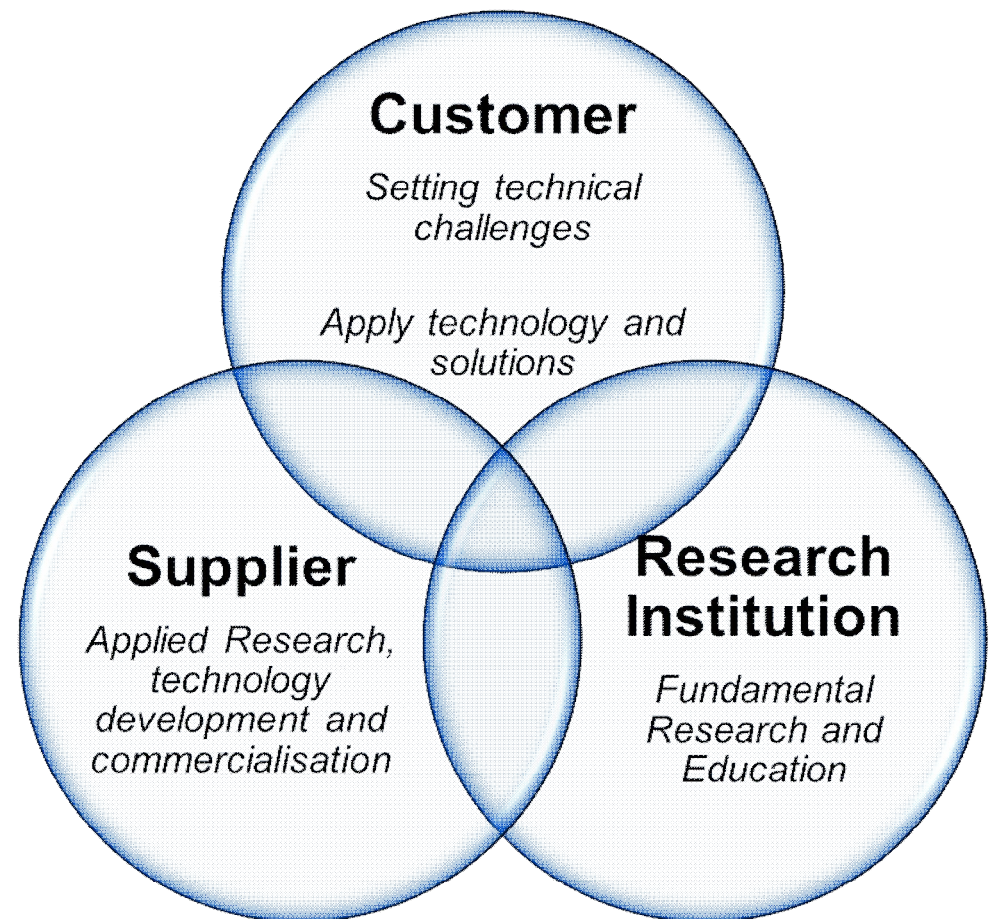 Customer
Setting technical
challenges
Apply technology and
solutions
Supplier
Applied Research,
technology
development and
commercialisation
Research
Institution
Fundamental
Research and
Education